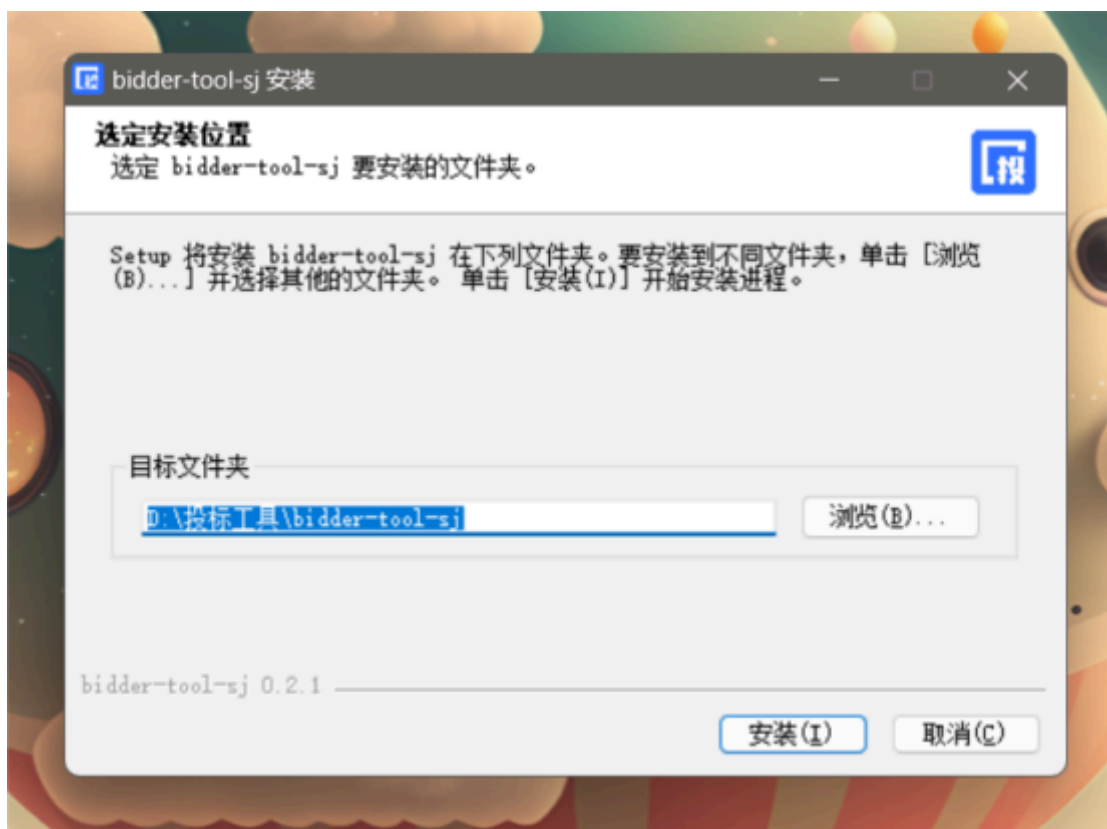 bidder-tool-sj 安装
选定安装位置
选定 bidder-tool-sj 要安装的文件夹。
投
Setup 将安装 bidder-tool-sj 在下列文件夹。要安装到不同文件夹，单击 [浏览
(B)...] 并选择其他的文件夹。 单击 [安装(I)] 开始安装进程。
目标文件夹
D:\投标工具\bidder-tool-sj
浏览(B)...
bidder-tool-sj 0.2.1
安装(I)
取消(C)